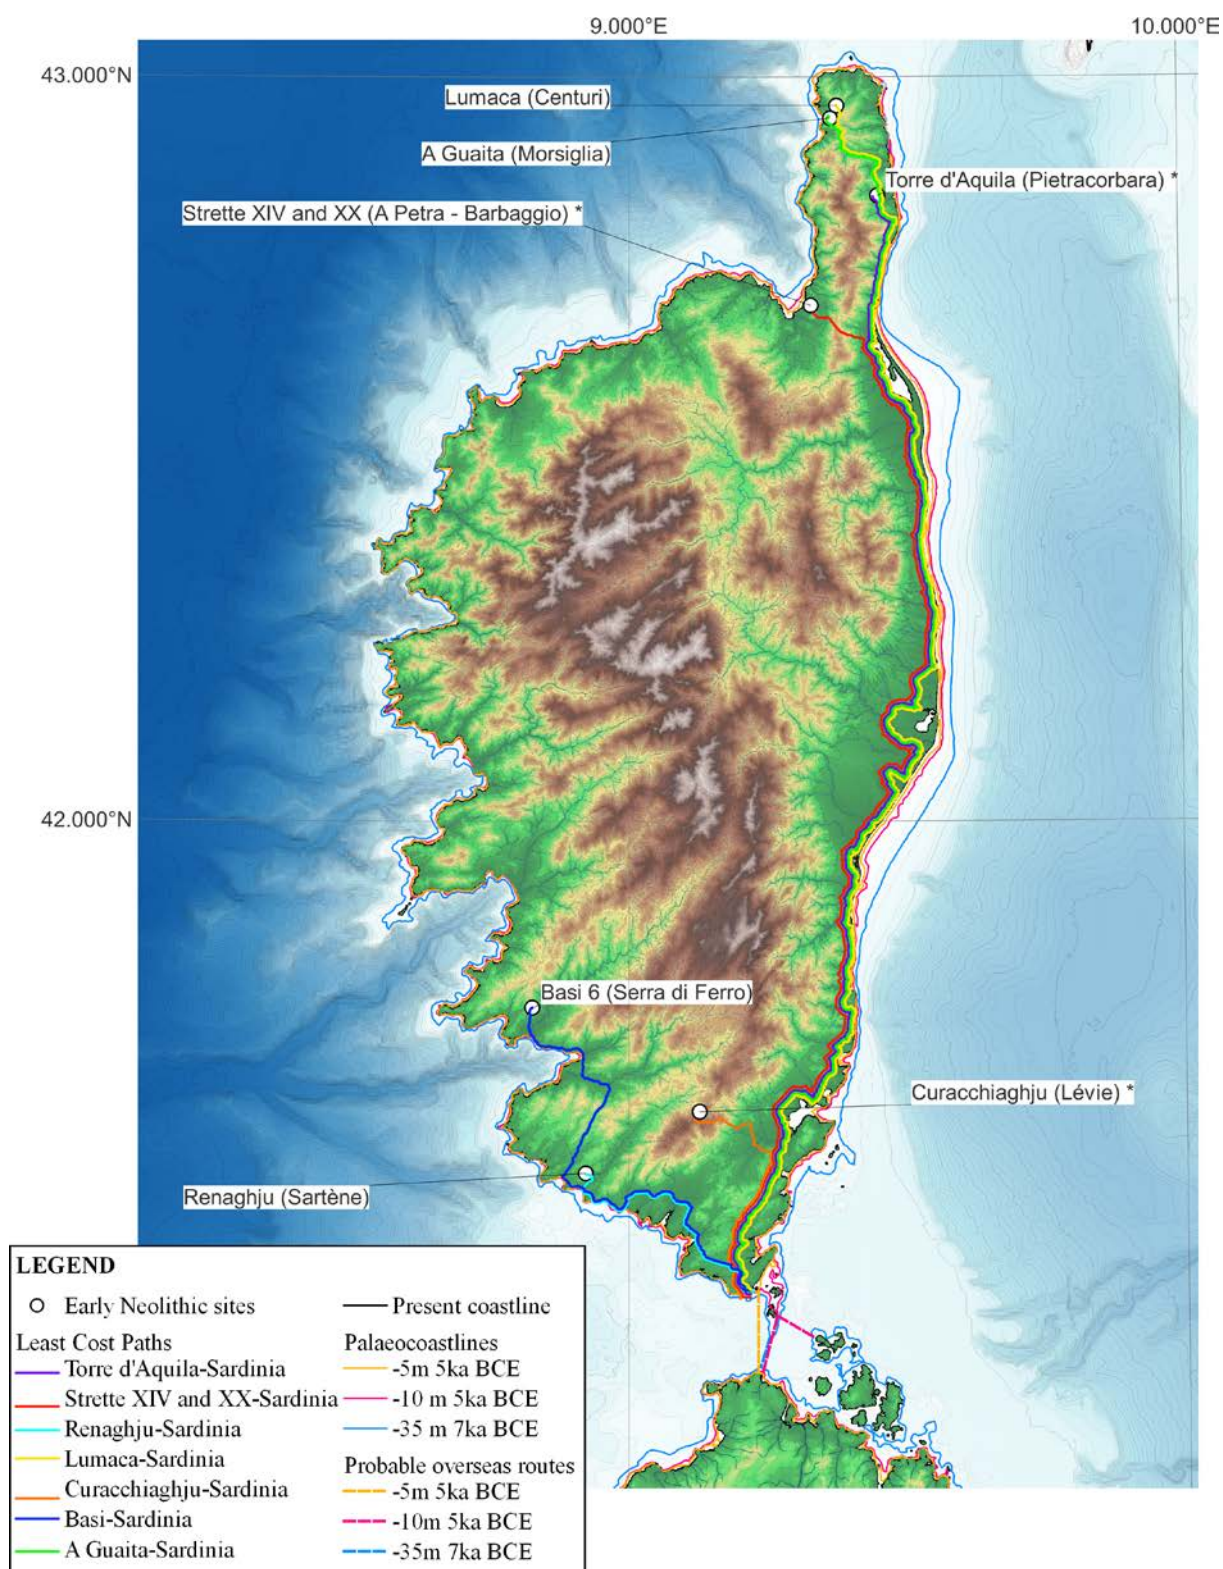 9.000°E
10.000°E
43.000°N
Lumaca (Centuri)
A Guaita (Morsiglia)
Torre d'Aquila (Pietracorbara) *
Strette XIV and XX (A Petra - Barbaggio) *
42.000°N
Basi 6 (Serra di Ferro)
Curacchiaghju (Lévie) *
Renaghju (Sartène)
LEGEND
Early Neolithic sites
Least Cost Paths
Torre d'Aquila-Sardinia
Strette XIV and XX-Sardinia
Renaghju-Sardinia
Lumaca-Sardinia
Curacchiaghju-Sardinia
Basi-Sardinia
A Guaita-Sardinia
Present coastline
Palaeocoastlines
-5m 5ka BCE
-10 m 5ka BCE
-35 m 7ka BCE
Probable overseas routes
-5m 5ka BCE
-10m 5ka BCE
-35m 7ka BCE